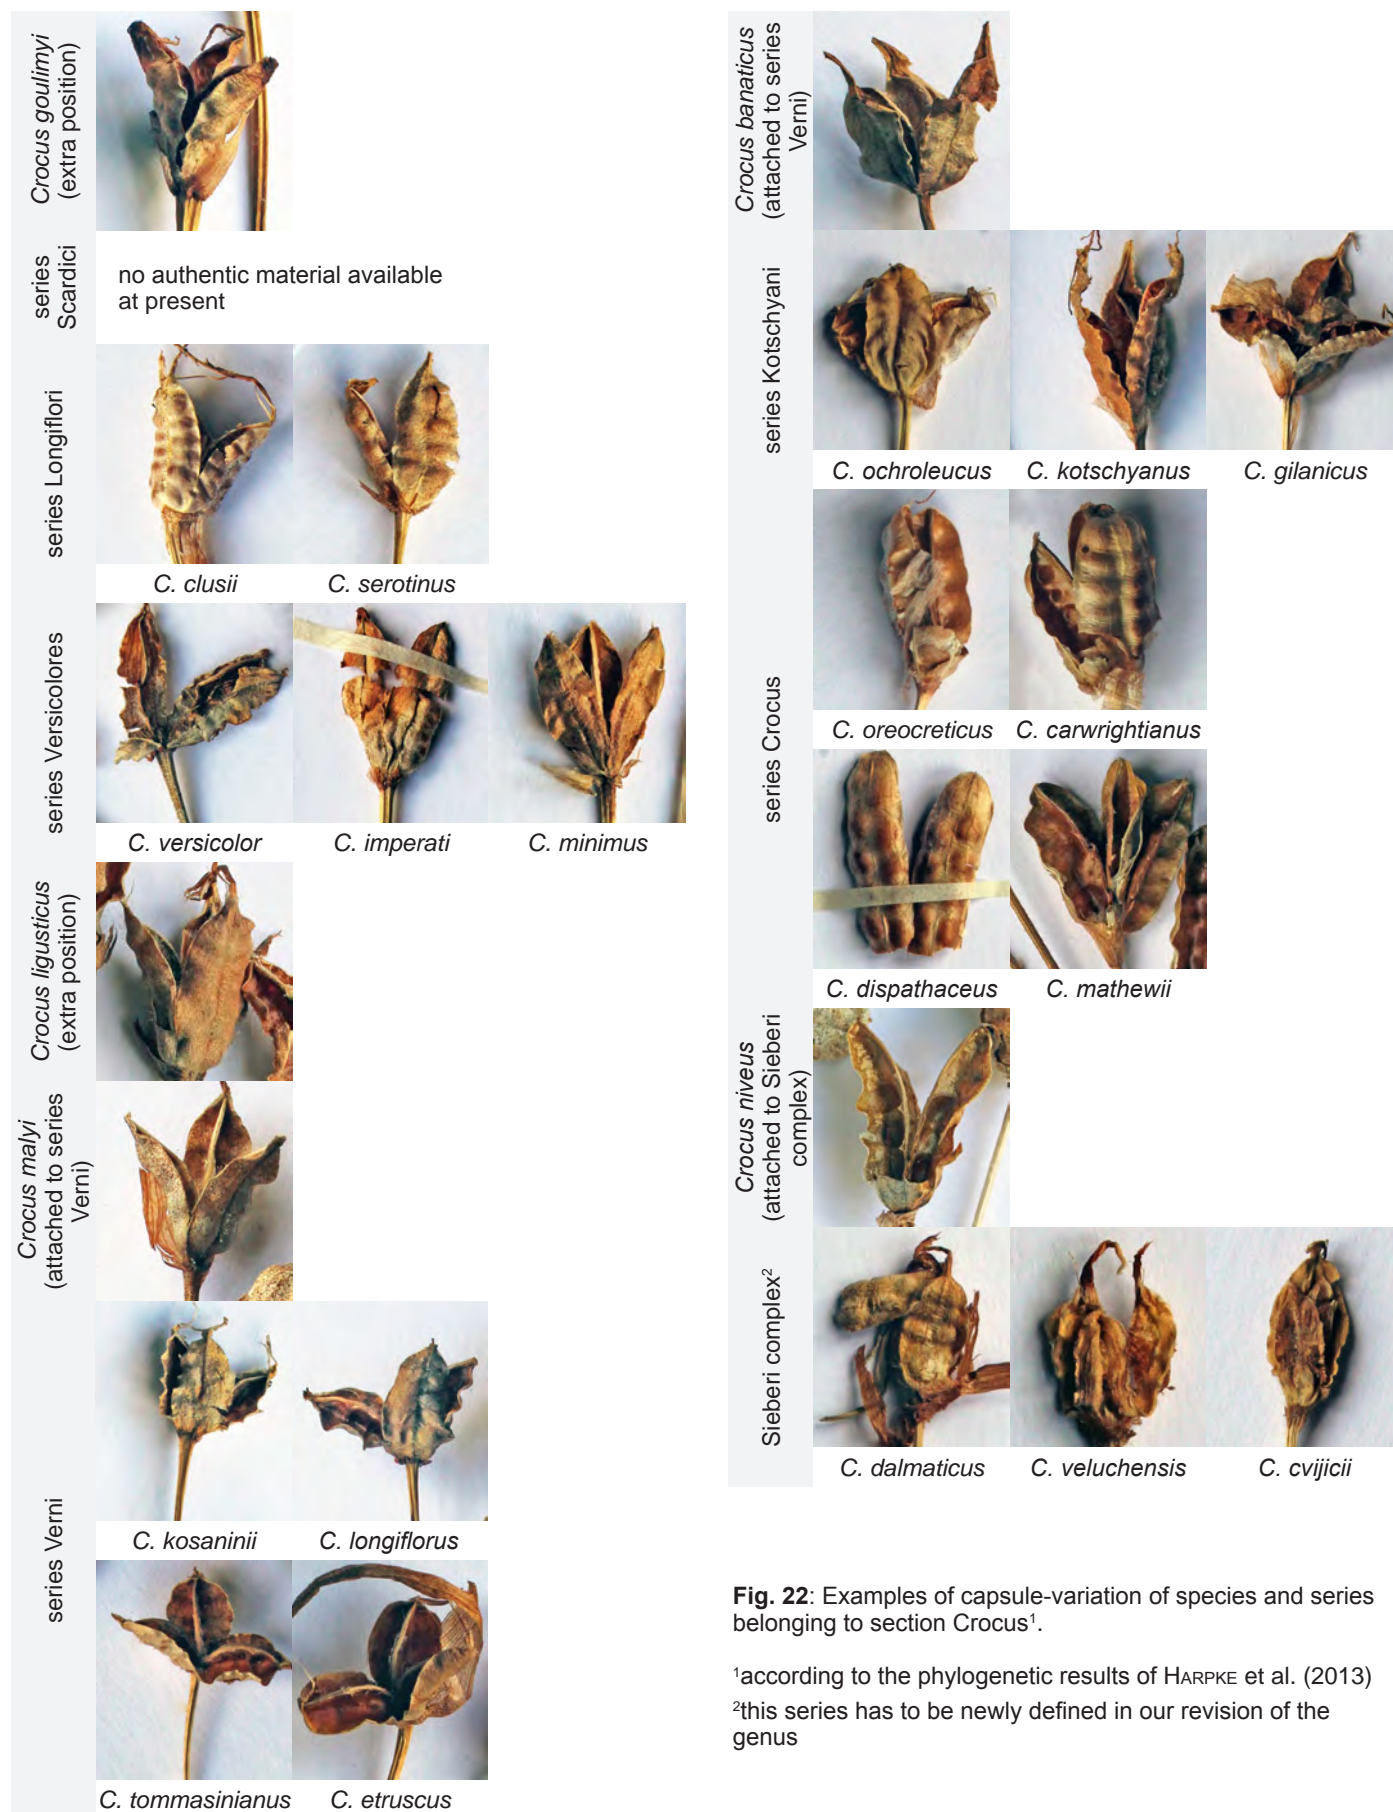 Crocus goulimyi
(extra position)
series
Scardici
no authentic material available
at present
series Longiflori
C. clusii
C. serotinus
series Versicolores
C. versicolor
C. imperati
C. minimus
Crocus ligusticus
(extra position)
Crocus malyi
(attached to series
Verni)
series Verni
C. kosaninii
C. longiflorus
C. tommasinianus
C. etruscus
Crocus banaticus
(attached to series
Verni)
series Kotschyani
C. ochroleucus
C. kotschyanus
C. gilanicus
series Crocus
C. oreocreticus
C. carwrightianus
C. dispathaceus
C. mathewii
Crocus niveus
(attached to Sieberi
complex)
Sieberi complex²
C. dalmaticus
C. veluchensis
C. cvijicii
Fig. 22: Examples of capsule-variation of species and series
belonging to section Crocus¹.
¹according to the phylogenetic results of HARPKE et al. (2013)
²this series has to be newly defined in our revision of the
genus